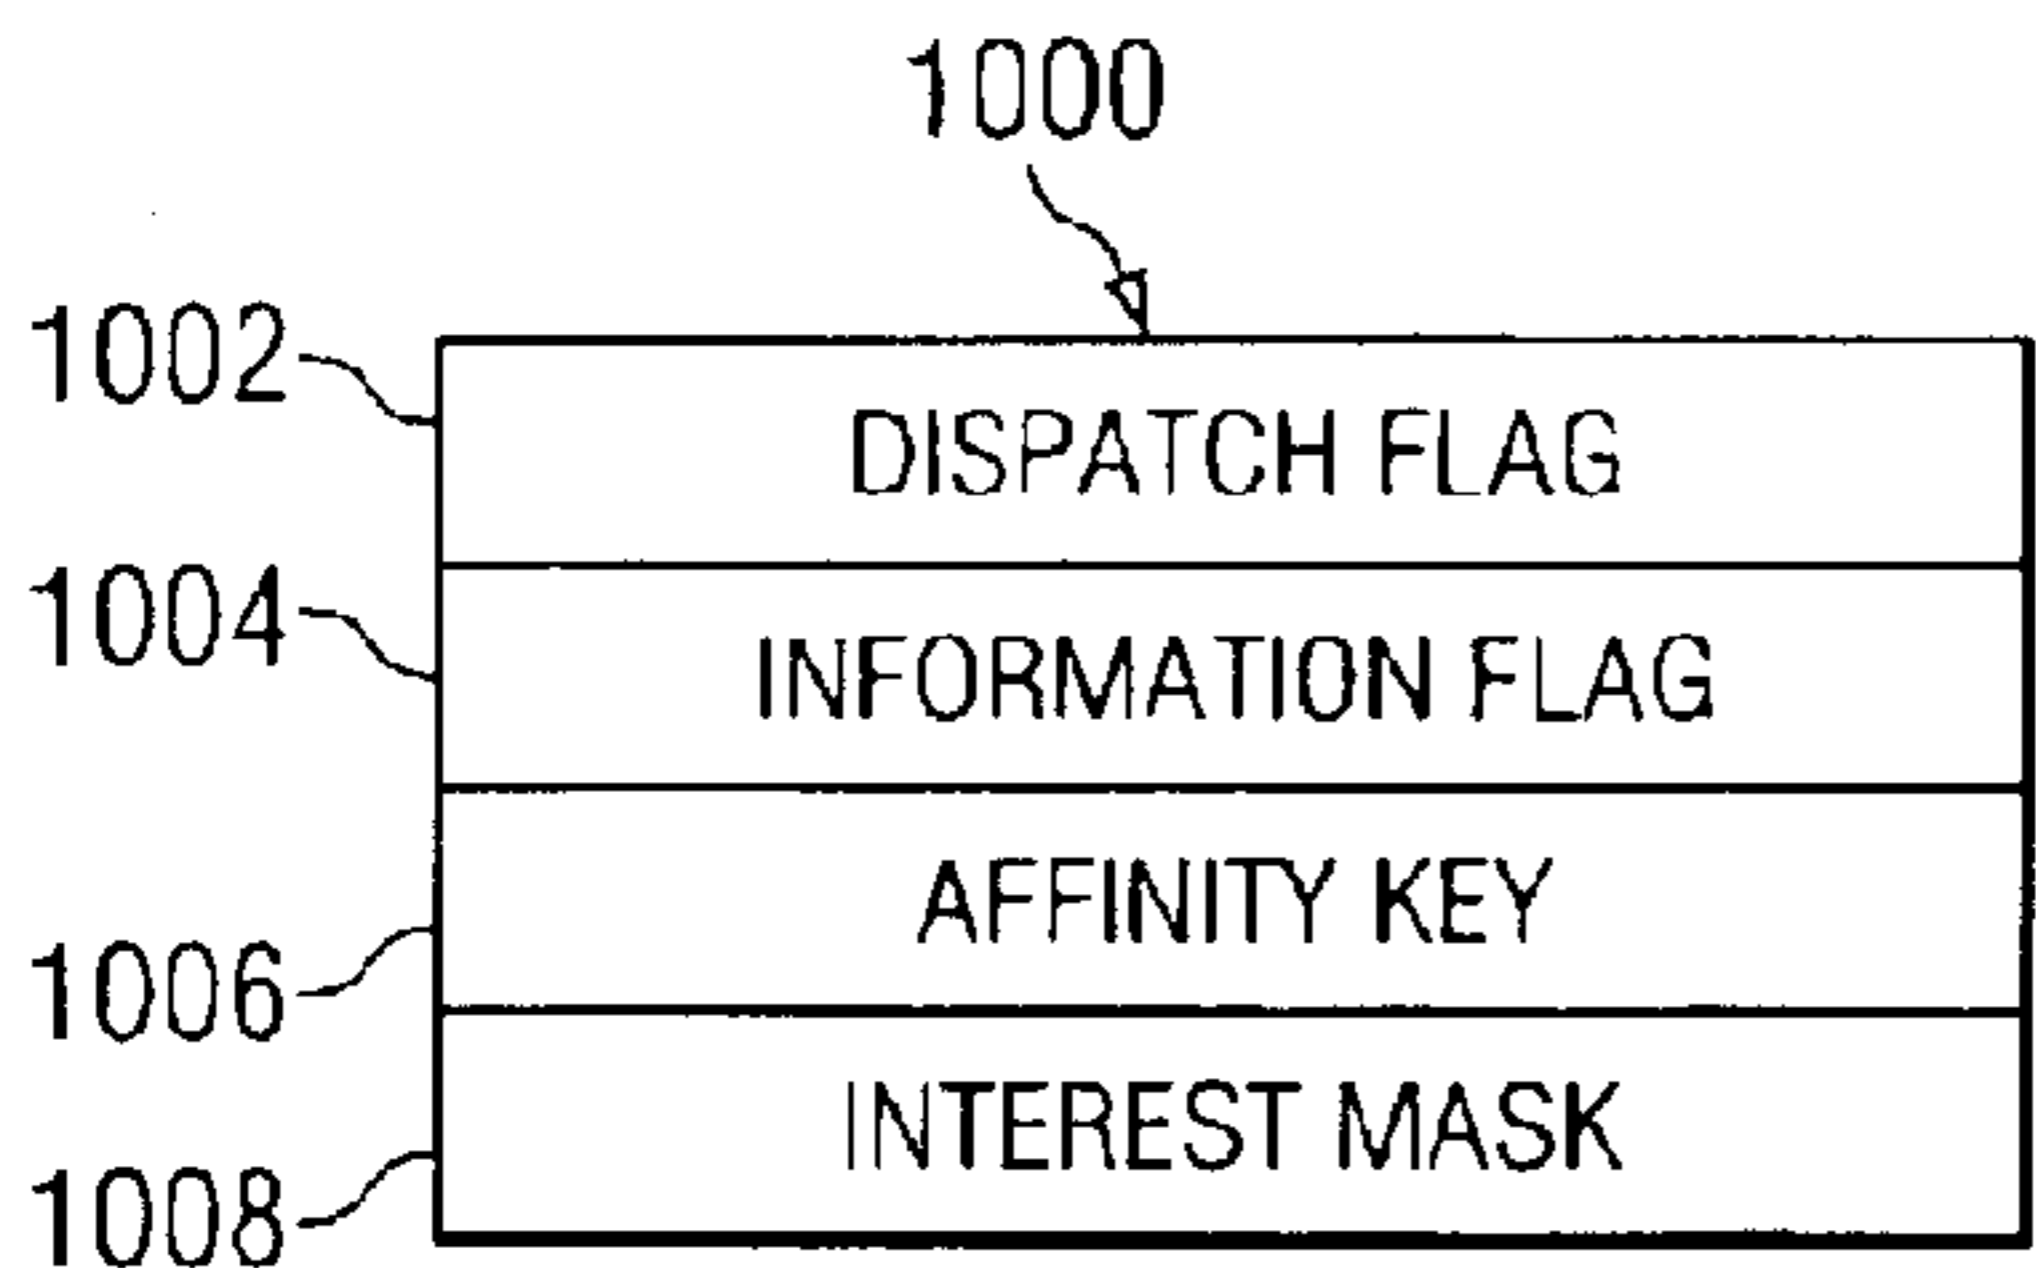 1000
1002
DISPATCH FLAG
1004
INFORMATION FLAG
AFFINITY KEY
1006
INTEREST MASK
1008